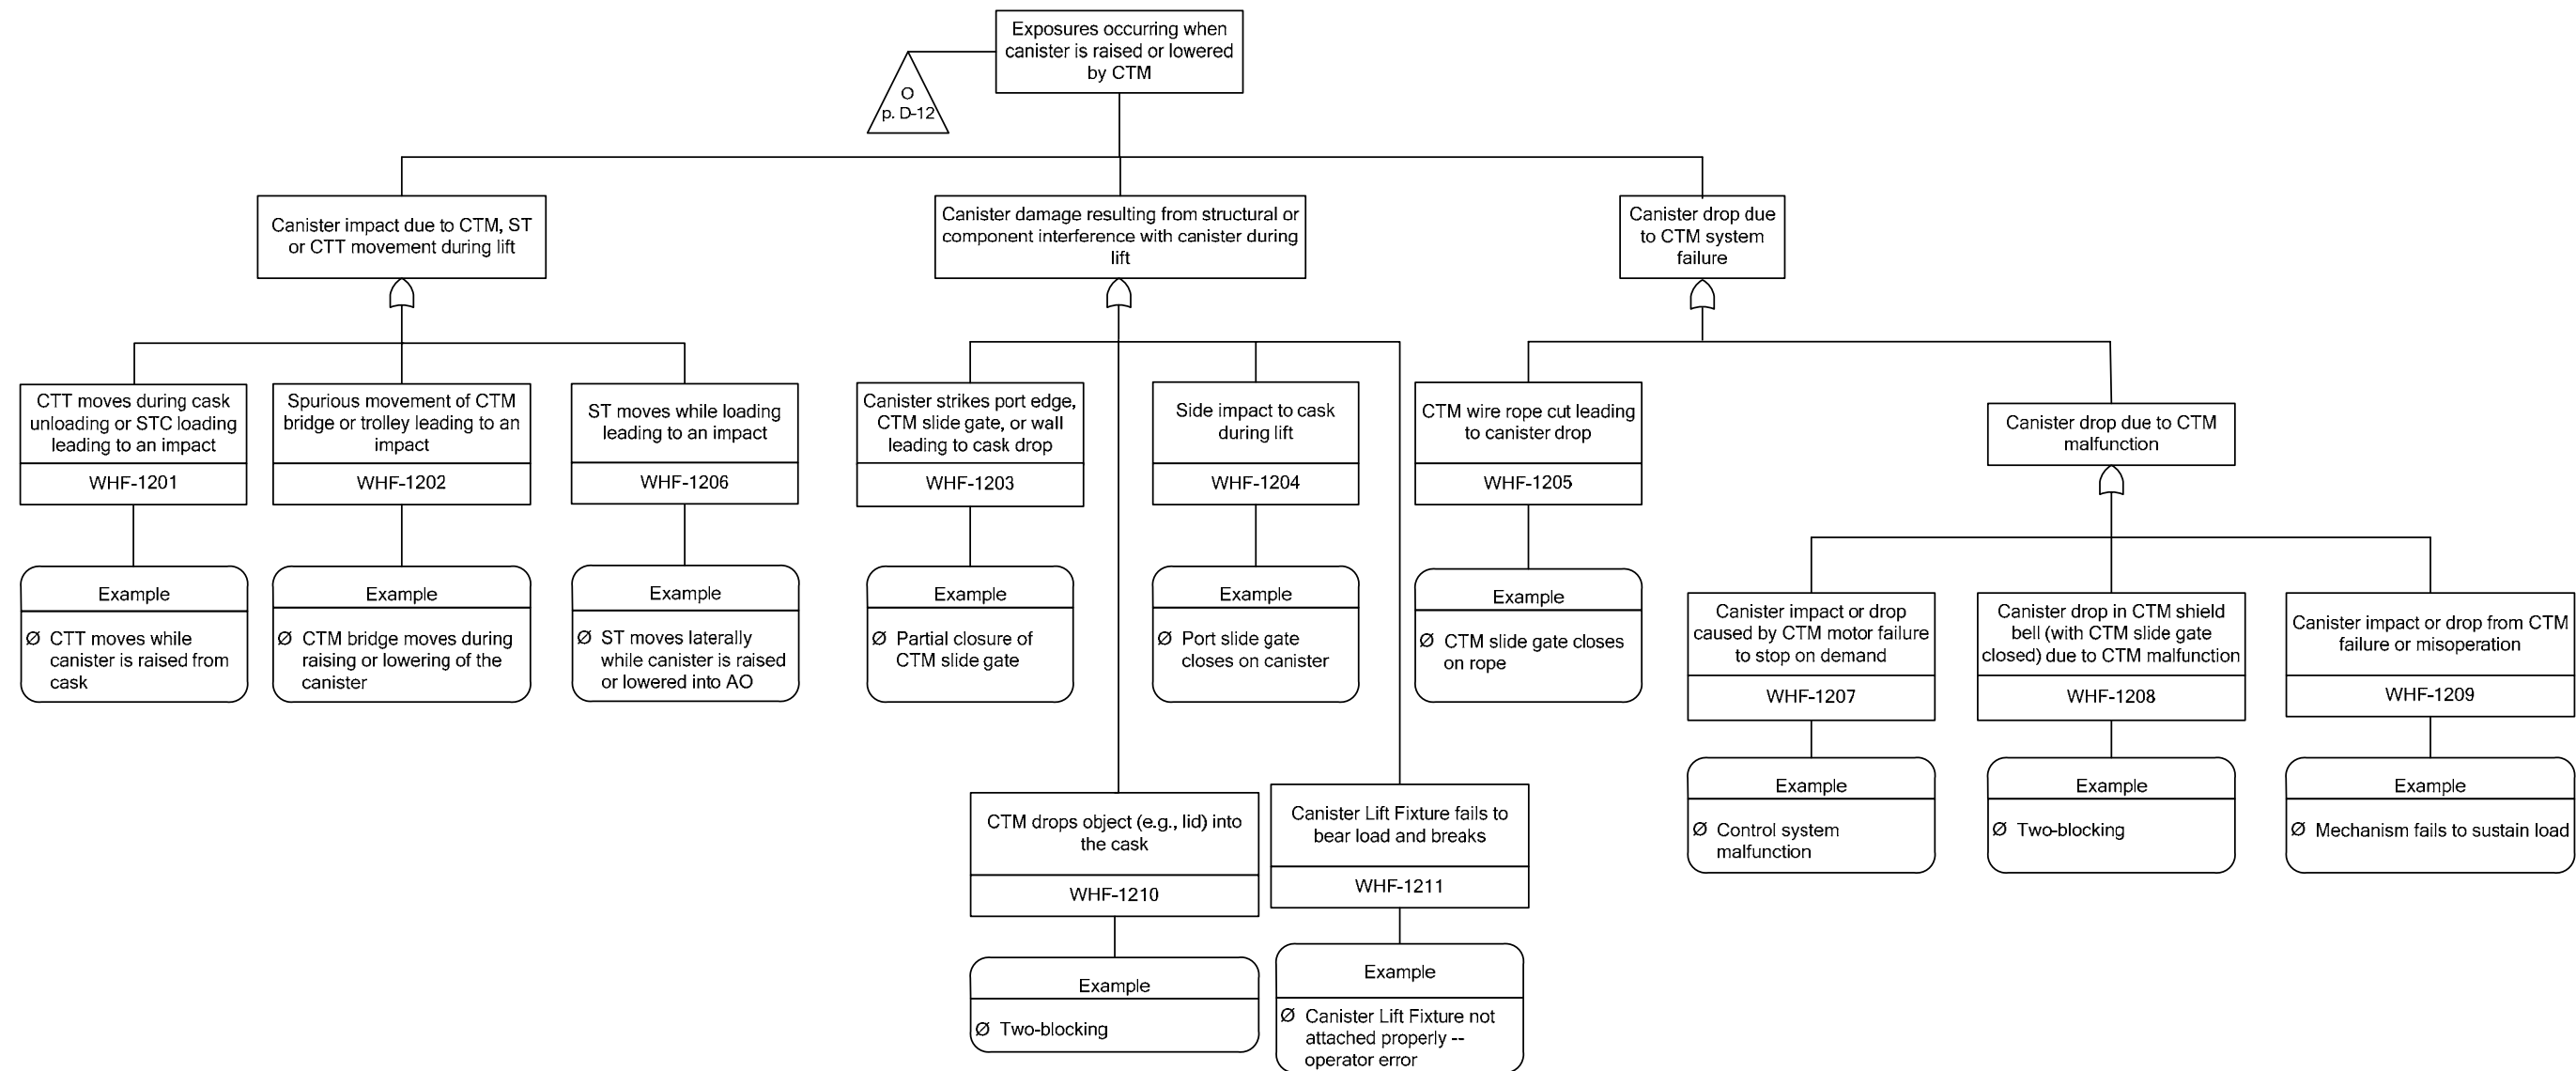 Exposures occurring when
canister is raised or lowered
by CTM
O
p. D-12
Canister impact due to CTM, ST
or CTT movement during lift
Canister damage resulting from structural or
component interference with canister during
lift
Canister drop due
to CTM system
failure
CTT moves during cask
unloading or STC loading
leading to an impact
WHF-1201
Spurious movement of CTM
bridge or trolley leading to an
impact
WHF-1202
ST moves while loading
leading to an impact
WHF-1206
Canister strikes port edge,
CTM slide gate, or wall
leading to cask drop
WHF-1203
Side impact to cask
during lift
WHF-1204
CTM wire rope cut leading
to canister drop
WHF-1205
Canister drop due to CTM
malfunction
Example
Ø CTT moves while
canister is raised from
cask
Example
Ø CTM bridge moves during
raising or lowering of the
canister
Example
Ø ST moves laterally
while canister is raised
or lowered into AO
Example
Ø Partial closure of
CTM slide gate
Example
Ø Port slide gate
closes on canister
Example
Ø CTM slide gate closes
on rope
Canister impact or drop
caused by CTM motor failure
to stop on demand
WHF-1207
Canister drop in CTM shield
bell (with CTM slide gate
closed) due to CTM malfunction
WHF-1208
Canister impact or drop from CTM
failure or misoperation
WHF-1209
CTM drops object (e.g., lid) into
the cask
WHF-1210
Canister Lift Fixture fails to
bear load and breaks
WHF-1211
Example
Ø Control system
malfunction
Example
Ø Two-blocking
Example
Ø Mechanism fails to sustain load
Example
Ø Two-blocking
Example
Ø Canister Lift Fixture not
attached properly --
operator error